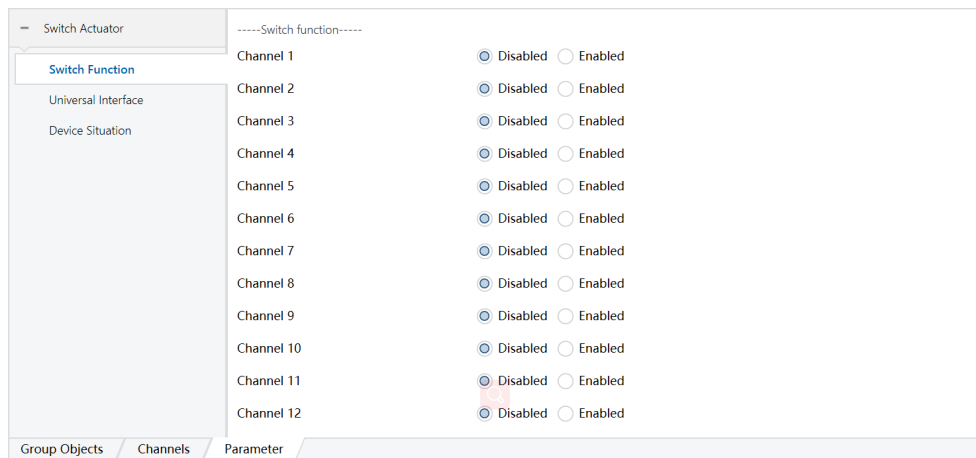 Switch Actuator
Switch Function
Universal Interface
Device Situation
-----Switch function-----
Channel 1 Disabled Enabled
Channel 2 Disabled Enabled
Channel 3 Disabled Enabled
Channel 4 Disabled Enabled
Channel 5 Disabled Enabled
Channel 6 Disabled Enabled
Channel 7 Disabled Enabled
Channel 8 Disabled Enabled
Channel 9 Disabled Enabled
Channel 10 Disabled Enabled
Channel 11 Disabled Enabled
Channel 12 Disabled Enabled
Group Objects Channels Parameter